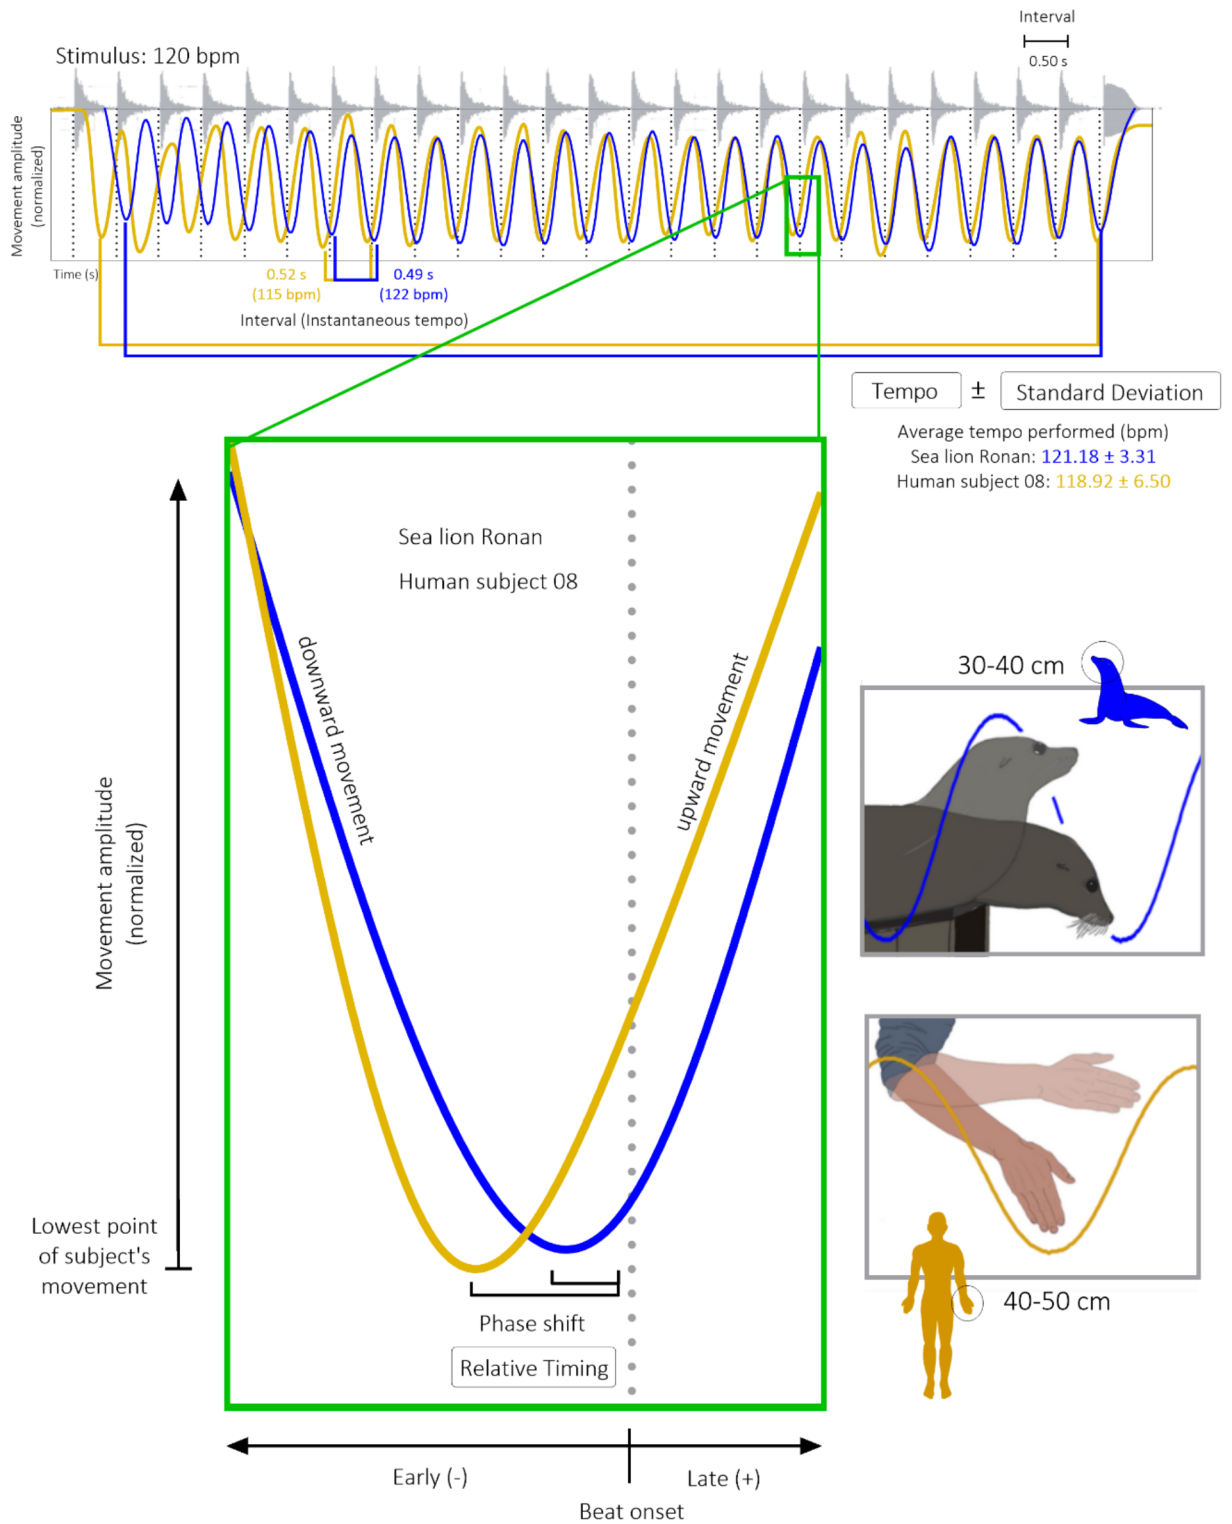 Interval
0.50 s
Stimulus: 120 bpm
Movement amplitude
(normalized)
Time (s)
0.52 s
(115 bpm)
0.49 s
(122 bpm)
Interval (Instantaneous tempo)
Tempo ± Standard Deviation
Average tempo performed (bpm)
Sea lion Ronan: 121.18 ± 3.31
Human subject 08: 118.92 ± 6.50
Sea lion Ronan
Human subject 08
downward movement
upward movement
Movement amplitude
(normalized)
30-40 cm
Lowest point
of subject's
movement
Phase shift
Relative Timing
40-50 cm
Early (-)
Late (+)
Beat onset